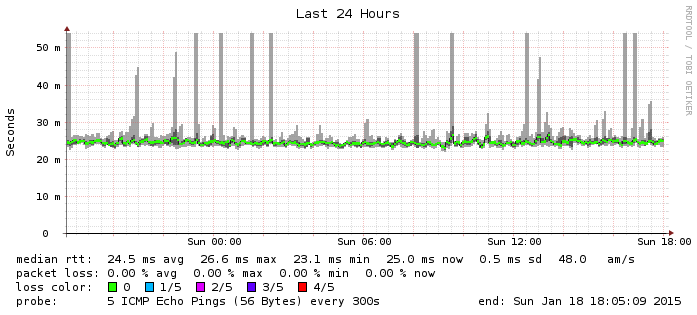 Last 24 Hours
RRDTOOL / TOBI OETIKER
Seconds
50 m
40 m
30 m
20 m
10 m
0
Sun 00:00 Sun 06:00 Sun 12:00 Sun 18:00
median rtt: 24.5 ms avg 26.6 ms max 23.1 ms min 25.0 ms now 0.5 ms sd 48.0 am/s
packet loss: 0.00 % avg 0.00 % max 0.00 % min 0.00 % now
loss color: 0 1/5 2/5 3/5 4/5
probe: 5 ICMP Echo Pings (56 Bytes) every 300s end: Sun Jan 18 18:05:09 2015